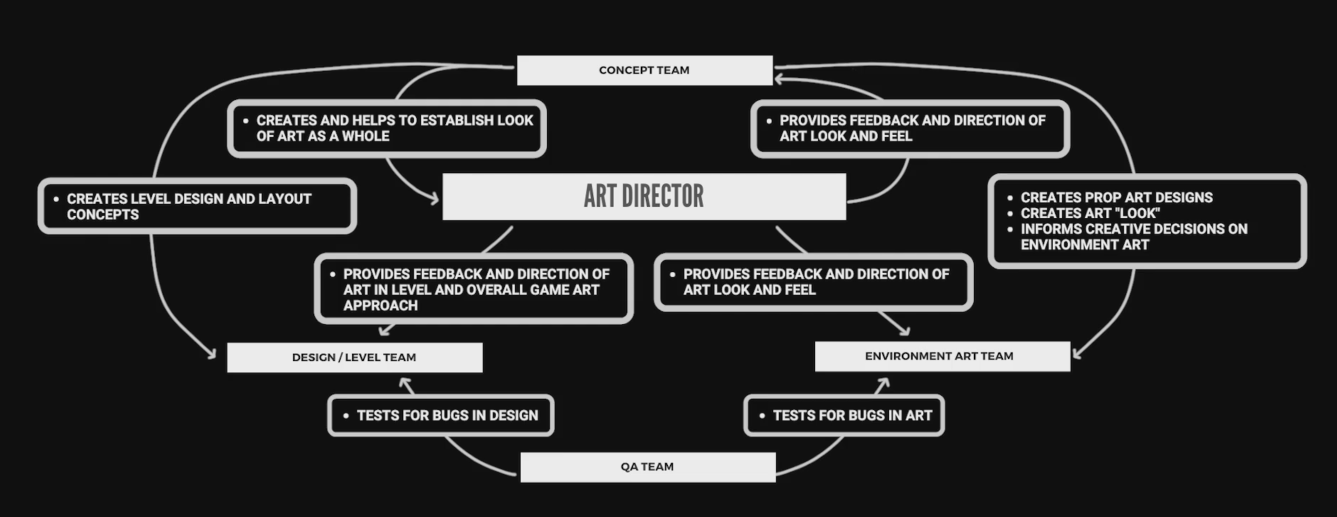 CONCEPT TEAM
• CREATES AND HELPS TO ESTABLISH LOOK
OF ART AS A WHOLE
• PROVIDES FEEDBACK AND DIRECTION OF
ART LOOK AND FEEL
• CREATES LEVEL DESIGN AND LAYOUT
CONCEPTS
ART DIRECTOR
• CREATES PROP ART DESIGNS
• CREATES ART "LOOK"
• INFORMS CREATIVE DECISIONS ON
ENVIRONMENT ART
• PROVIDES FEEDBACK AND DIRECTION OF
ART IN LEVEL AND OVERALL GAME ART
APPROACH
• PROVIDES FEEDBACK AND DIRECTION OF
ART LOOK AND FEEL
DESIGN / LEVEL TEAM
ENVIRONMENT ART TEAM
• TESTS FOR BUGS IN DESIGN
• TESTS FOR BUGS IN ART
QA TEAM